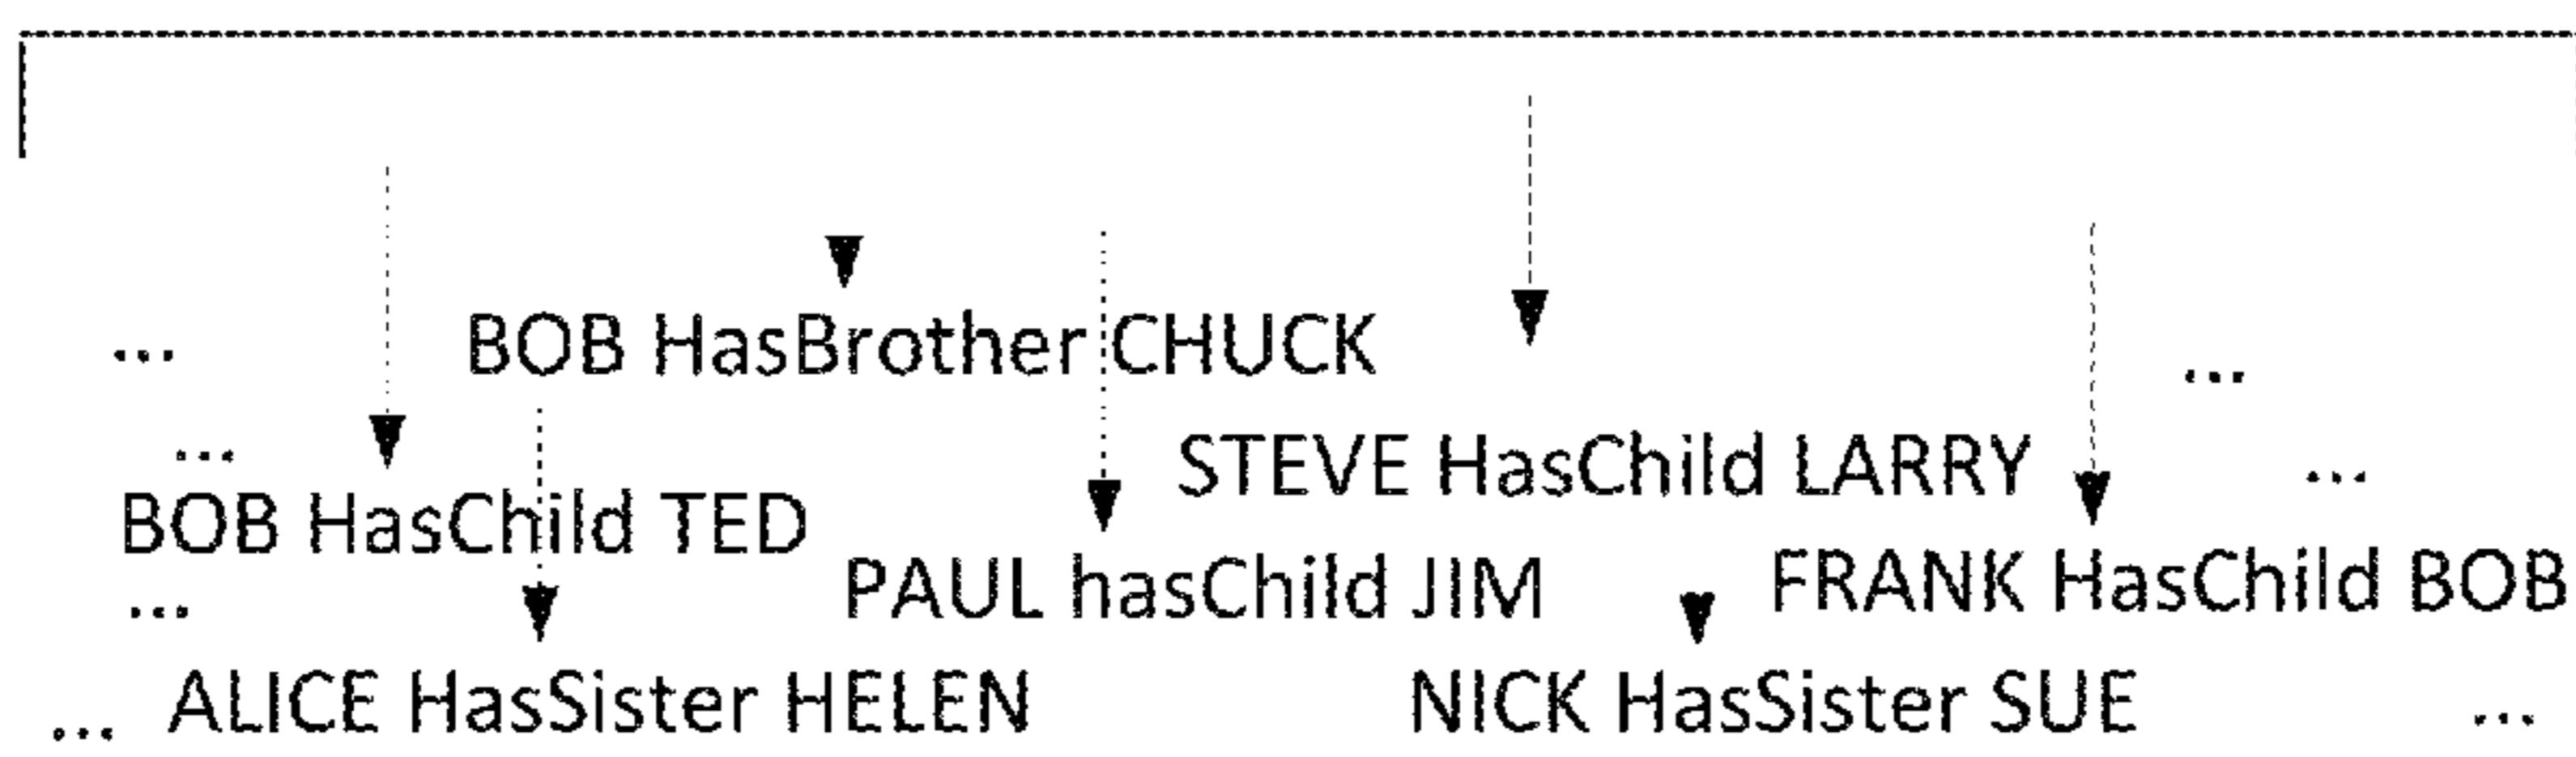 ... BOB HasBrother CHUCK
...
... STEVE HasChild LARRY ...
BOB HasChild TED
... PAUL hasChild JIM FRANK HasChild BOB
... ALICE HasSister HELEN NICK HasSister SUE ...